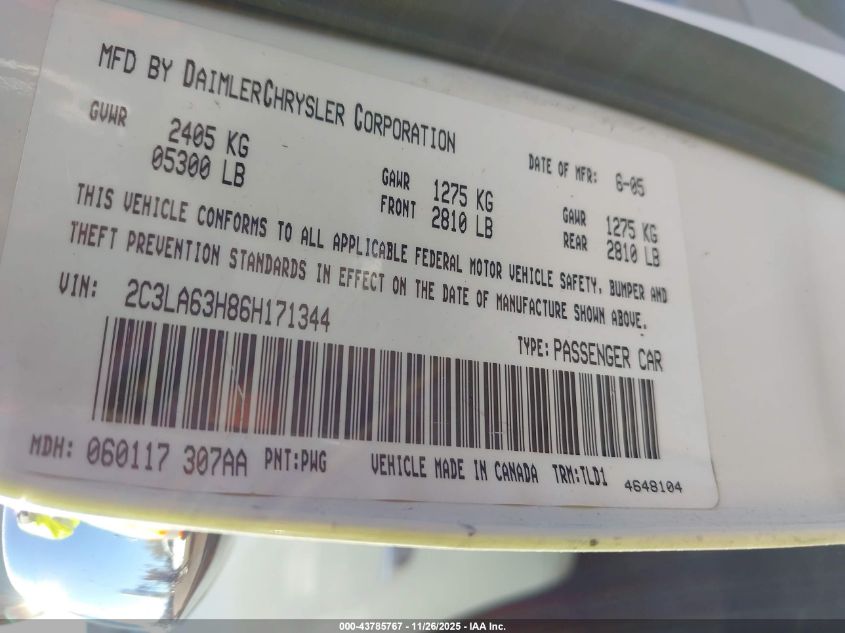 MFD BY DAIMLERCHRYSLER CORPORATION
GVWR
2405 KG
05300 LB
GAWR FRONT
1275 KG
2810 LB
DATE OF MFR: 6-05
GAWR REAR
1275 KG
2810 LB
THIS VEHICLE CONFORMS TO ALL APPLICABLE FEDERAL MOTOR VEHICLE SAFETY, BUMPER AND
THEFT PREVENTION STANDARDS IN EFFECT ON THE DATE OF MANUFACTURE SHOWN ABOVE.
VIN: 2C3LA63H86H171344
TYPE: PASSENGER CAR
MDH: 060117 307AA PNT:PWG VEHICLE MADE IN CANADA TRM:TLD1 4648104
000-43785767 - 11/26/2025 - IAA Inc.